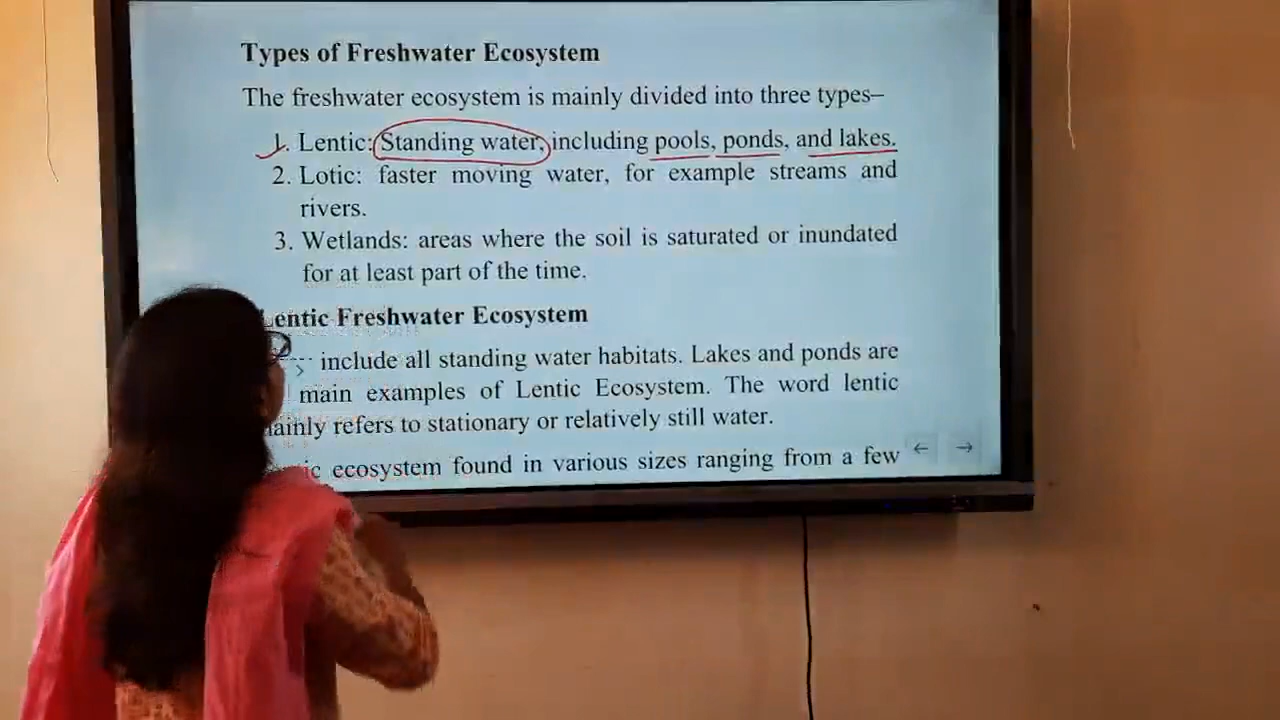 Types of Freshwater Ecosystem
The freshwater ecosystem is mainly divided into three types–
1. Lentic: Standing water, including pools, ponds, and lakes.
2. Lotic: faster moving water, for example streams and
rivers.
3. Wetlands: areas where the soil is saturated or inundated
for at least part of the time.
Lentic Freshwater Ecosystem
include all standing water habitats. Lakes and ponds are
main examples of Lentic Ecosystem. The word lentic
mainly refers to stationary or relatively still water.
ecosystem found in various sizes ranging from a few